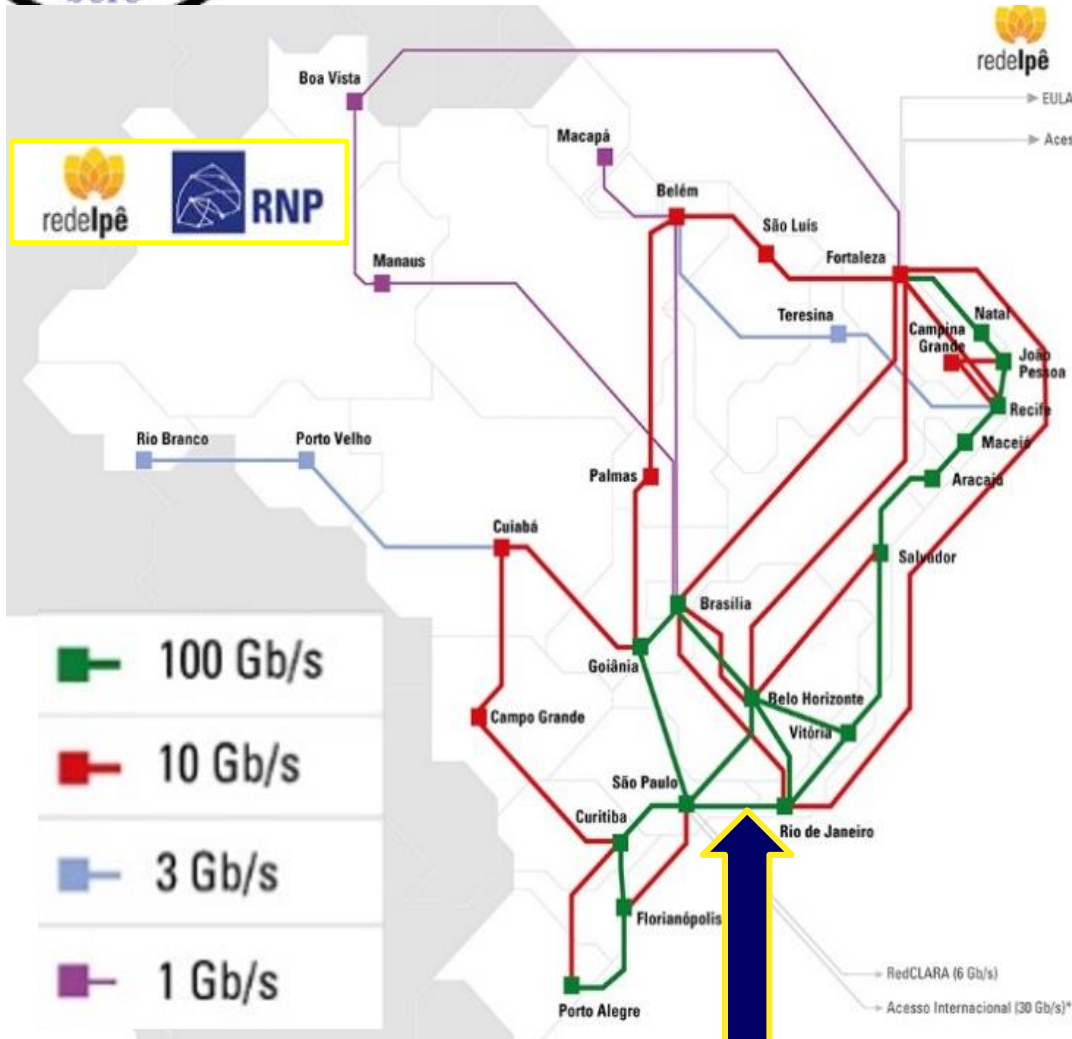 redeIpê
EULA
Aces
Boa Vista
Macapá
redeIpê
RNP
Belém
São Luís
Fortaleza
Manaus
Teresina
Natal
Campina
Grande
João
Pessoa
Recife
Rio Branco
Porto Velho
Maceió
Palmas
Aracaju
Cuiabá
Salvador
Brasília
100 Gb/s
Goiânia
Belo Horizonte
Campo Grande
Vitória
10 Gb/s
São Paulo
Curitiba
Rio de Janeiro
3 Gb/s
Florianópolis
RedCLARA (6 Gb/s)
1 Gb/s
Porto Alegre
Acesso Internacional (30 Gb/s)*